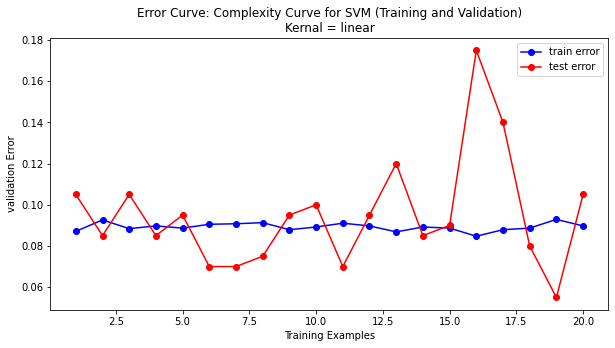 Error Curve: Complexity Curve for SVM (Training and Validation)
Kernal = linear
train error
test error
0.18
0.16
0.14
0.12
0.10
0.08
0.06
validation Error
2.5 5.0 7.5 10.0 12.5 15.0 17.5 20.0
Training Examples